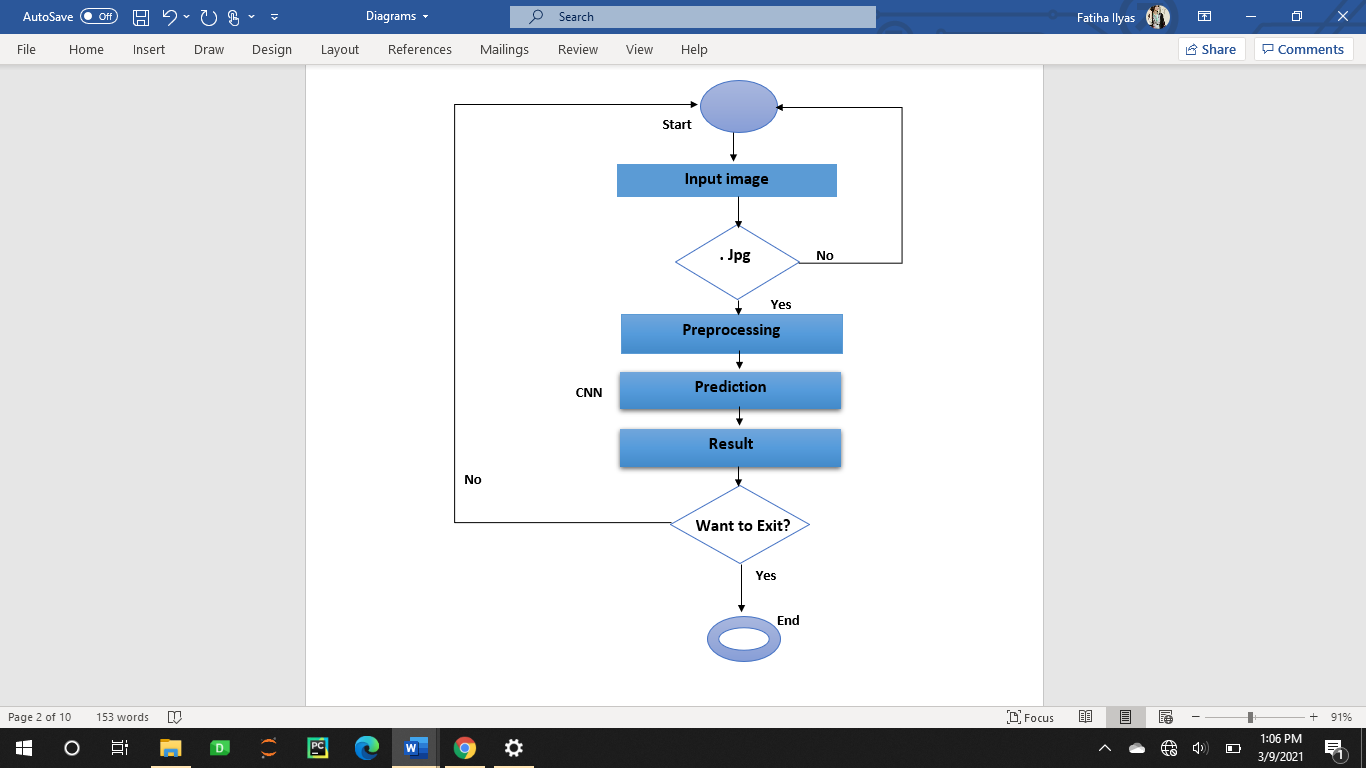 AutoSave Off Diagrams Search Fatiha Ilyas
File Home Insert Draw Design Layout References Mailings Review View Help Share Comments
Start
Input image
. Jpg
No
Yes
Preprocessing
CNN
Prediction
Result
No
Want to Exit?
Yes
End
Page 2 of 10 153 words Focus 91%
D PC W 1:06 PM
3/9/2021 1